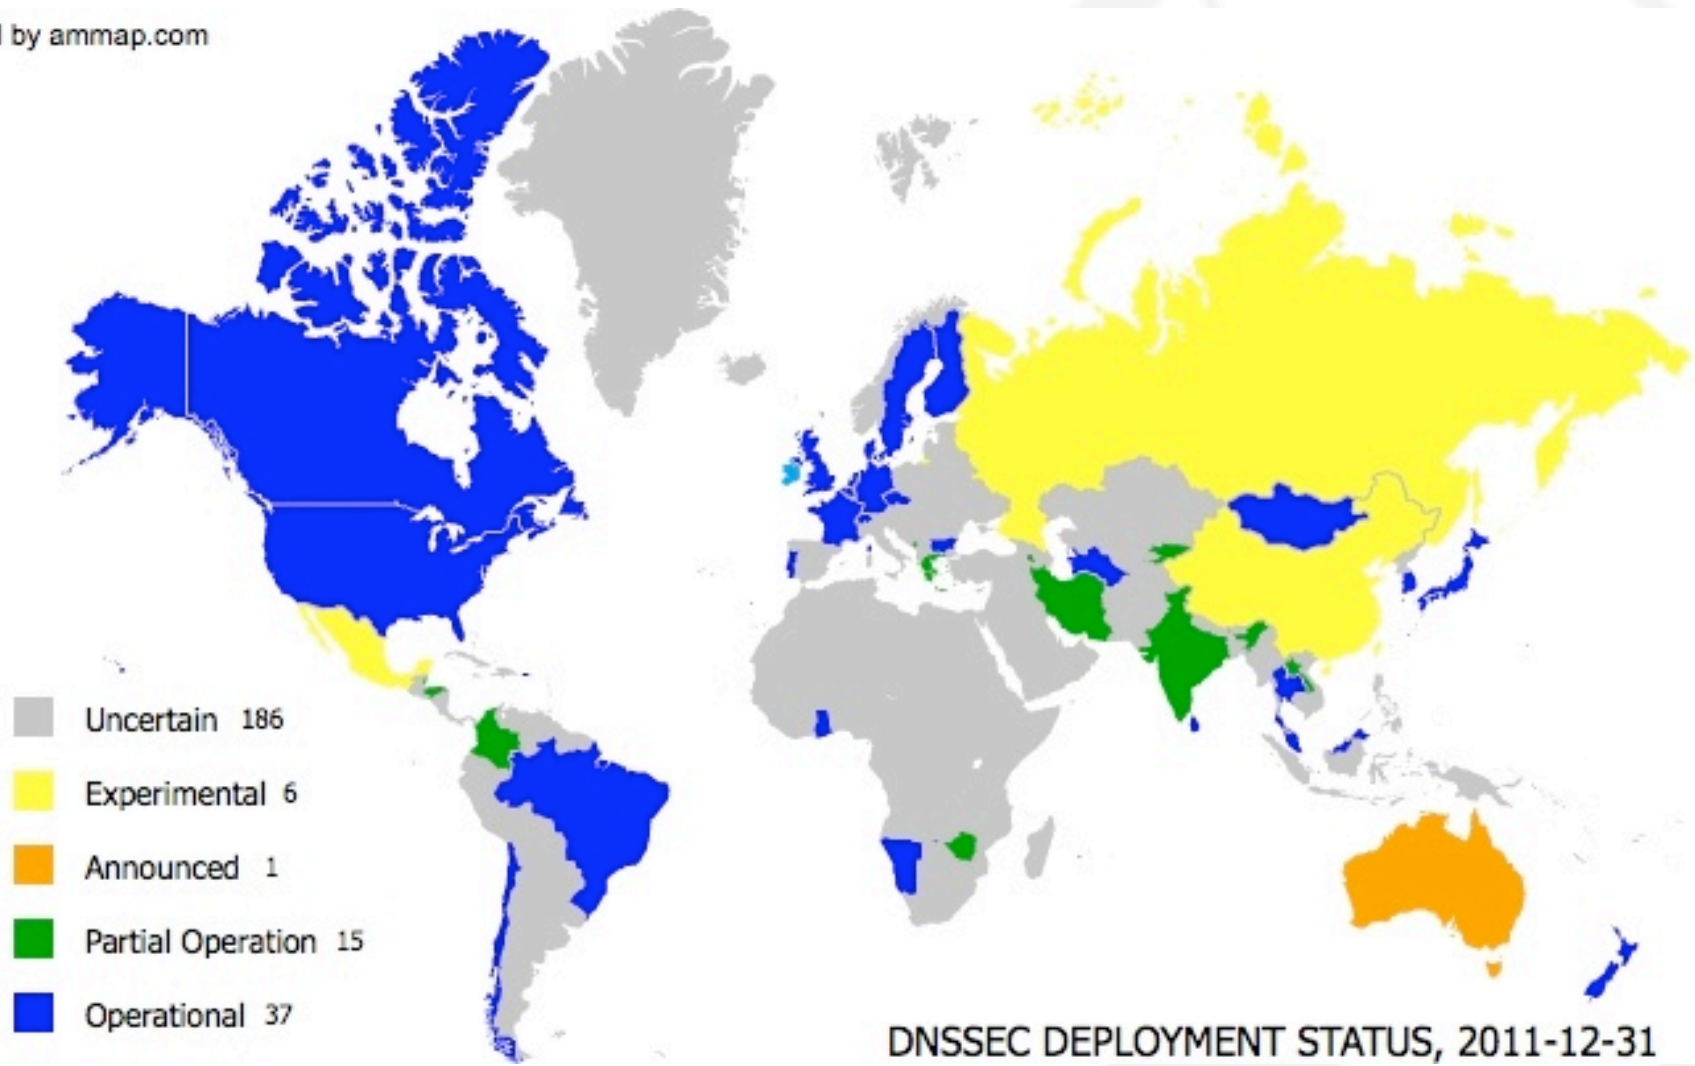 by ammap.com
Uncertain 186
Experimental 6
Announced 1
Partial Operation 15
Operational 37
DNSSEC DEPLOYMENT STATUS, 2011-12-31